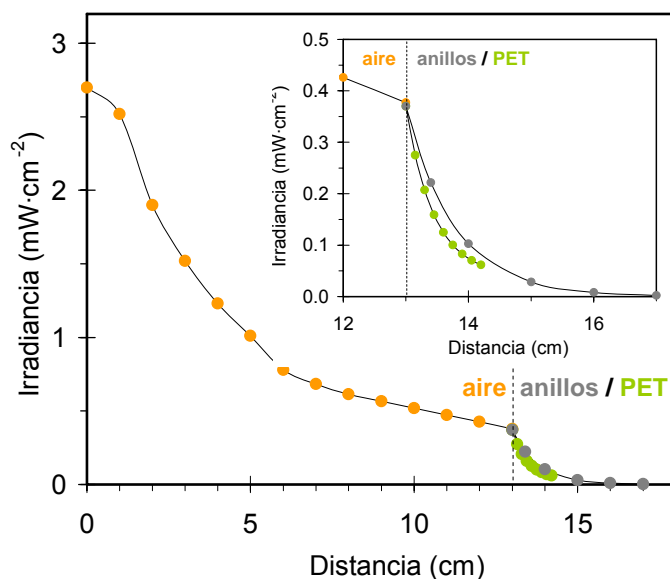 3
2
1
0
Irradiancia (mW·cm⁻²)
0 5 10 15
Distancia (cm)
aire anillos / PET
0.5
0.4
0.3
0.2
0.1
0.0
Irradiancia (mW·cm⁻²)
12 14 16
Distancia (cm)
aire anillos / PET